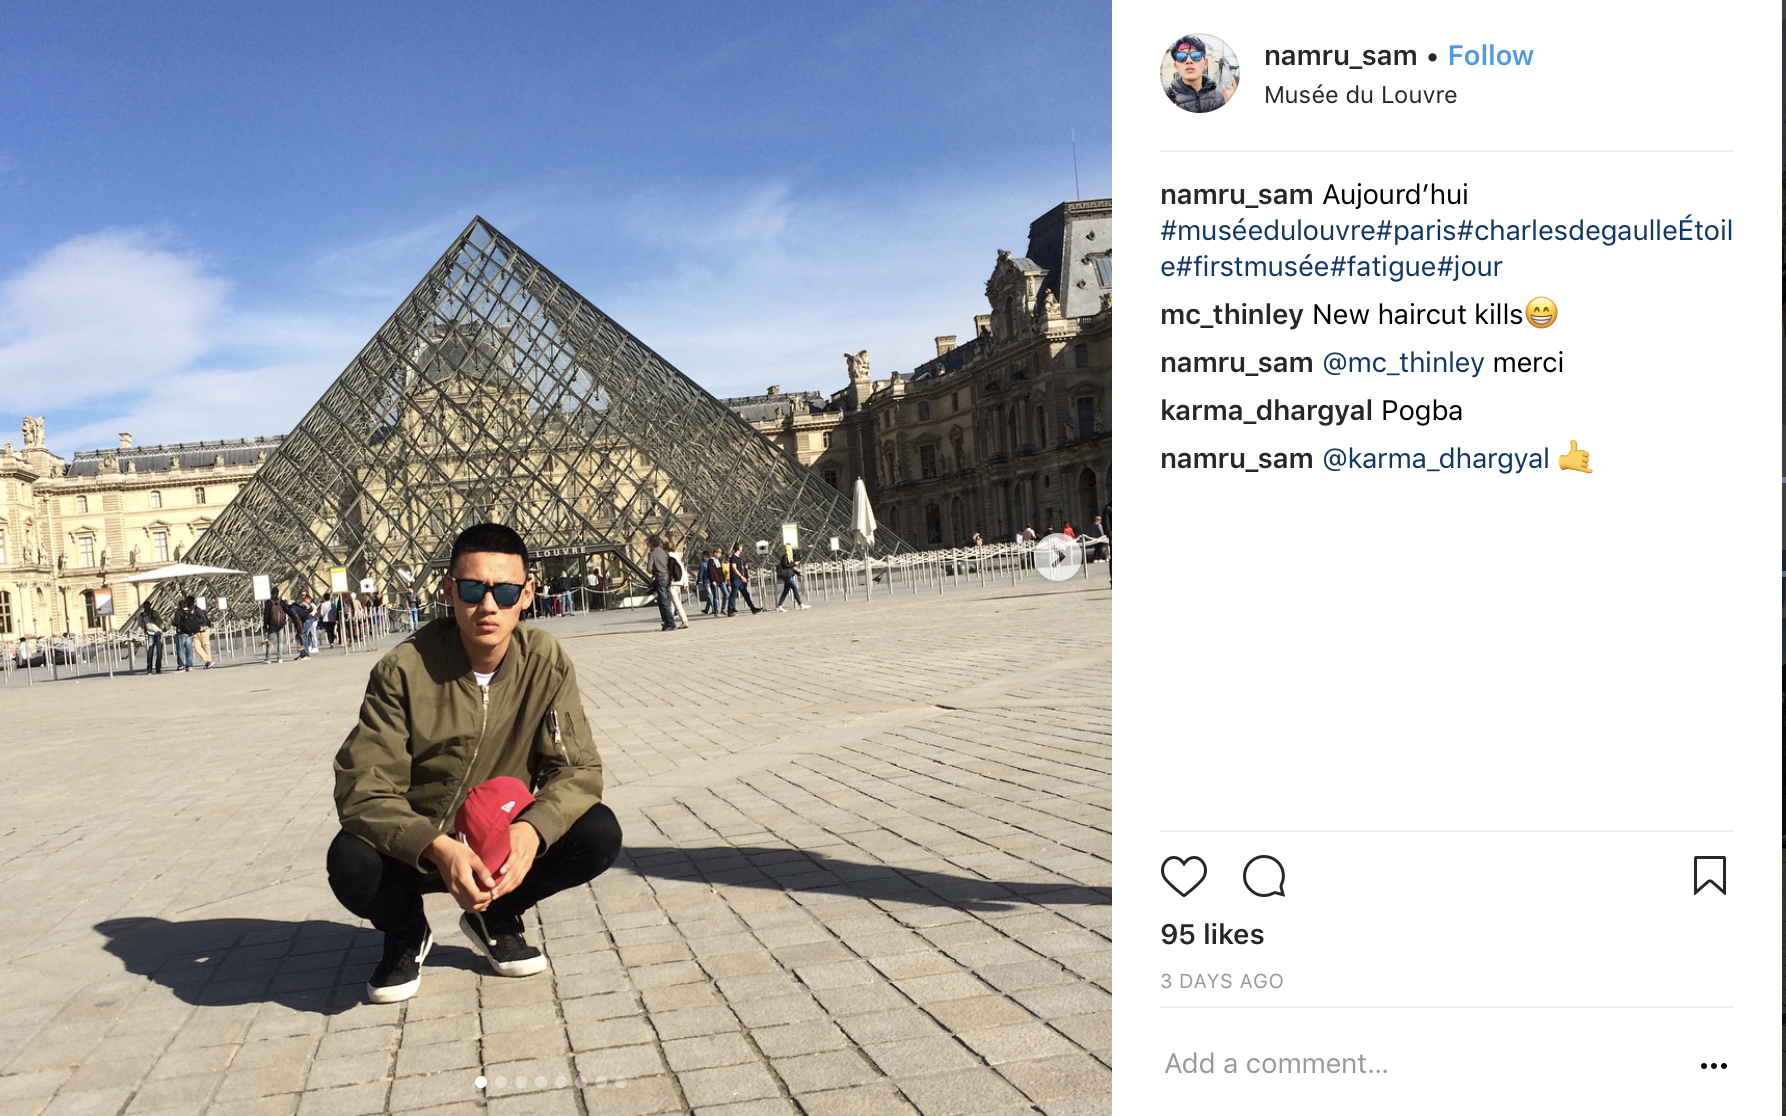 LOUVRE
namru_sam • Follow
Musée du Louvre
namru_sam Aujourd’hui
#muséedulouvre#paris#charlesdegaulleÉtoil
e#firstmusée#fatigue#jour
mc_thinley New haircut kills😁
namru_sam @mc_thinley merci
karma_dhargyal Pogba
namru_sam @karma_dhargyal 🤙
95 likes
3 DAYS AGO
Add a comment...